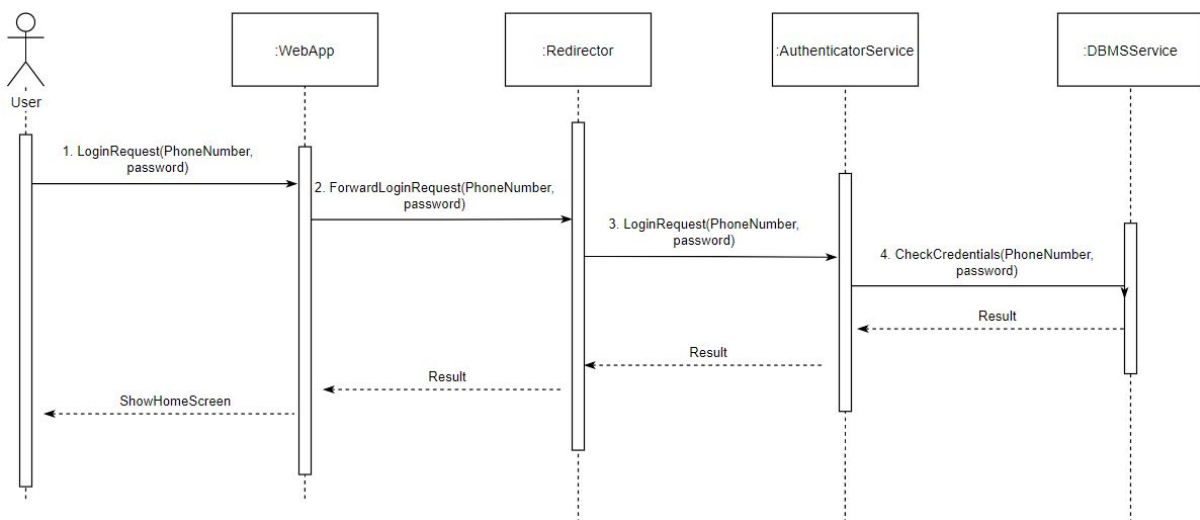 :WebApp
:Redirector
:AuthenticatorService
:DBMSService
User
1. LoginRequest(PhoneNumber,
password)
2. ForwardLoginRequest(PhoneNumber,
password)
3. LoginRequest(PhoneNumber,
password)
4. CheckCredentials(PhoneNumber,
password)
Result
Result
Result
ShowHomeScreen